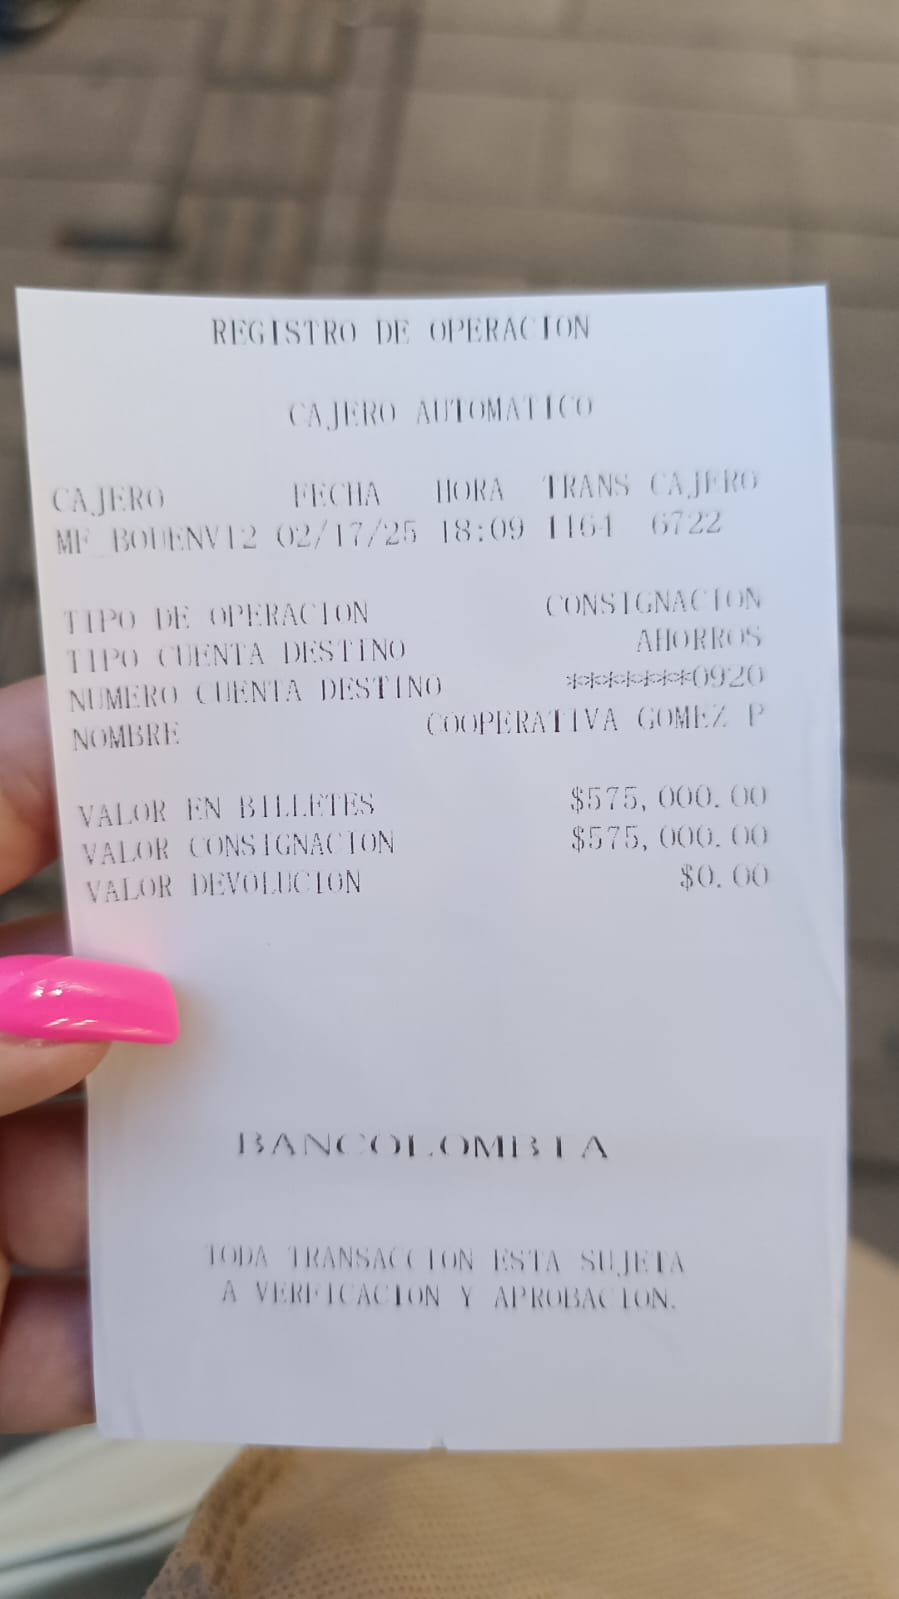 REGISTRO DE OPERACION
CAJERO AUTOMATICO
CAJERO FECHA HORA TRANS CAJERO
MF_BODENV12 02/17/25 18:09 1164 6722
TIPO DE OPERACION CONSIGNACION
TIPO CUENTA DESTINO AHORROS
NUMERO CUENTA DESTINO *******0920
NOMBRE COOPERATIVA GOMEZ P
VALOR EN BILLETES $575,000.00
VALOR CONSIGNACION $575,000.00
VALOR DEVOLUCION $0.00
BANCOLOMBIA
TODA TRANSACCION ESTA SUJETA
A VERIFICACION Y APROBACION.